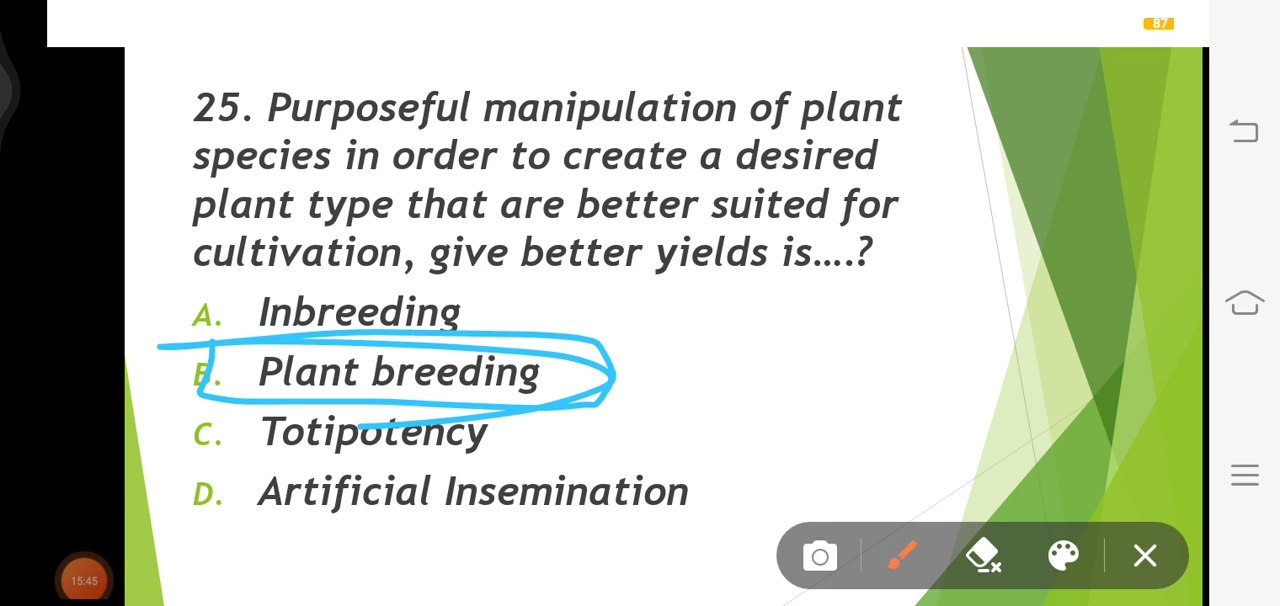 87
25. Purposeful manipulation of plant
species in order to create a desired
plant type that are better suited for
cultivation, give better yields is....?
A. Inbreeding
B. Plant breeding
C. Totipotency
D. Artificial Insemination
15:45